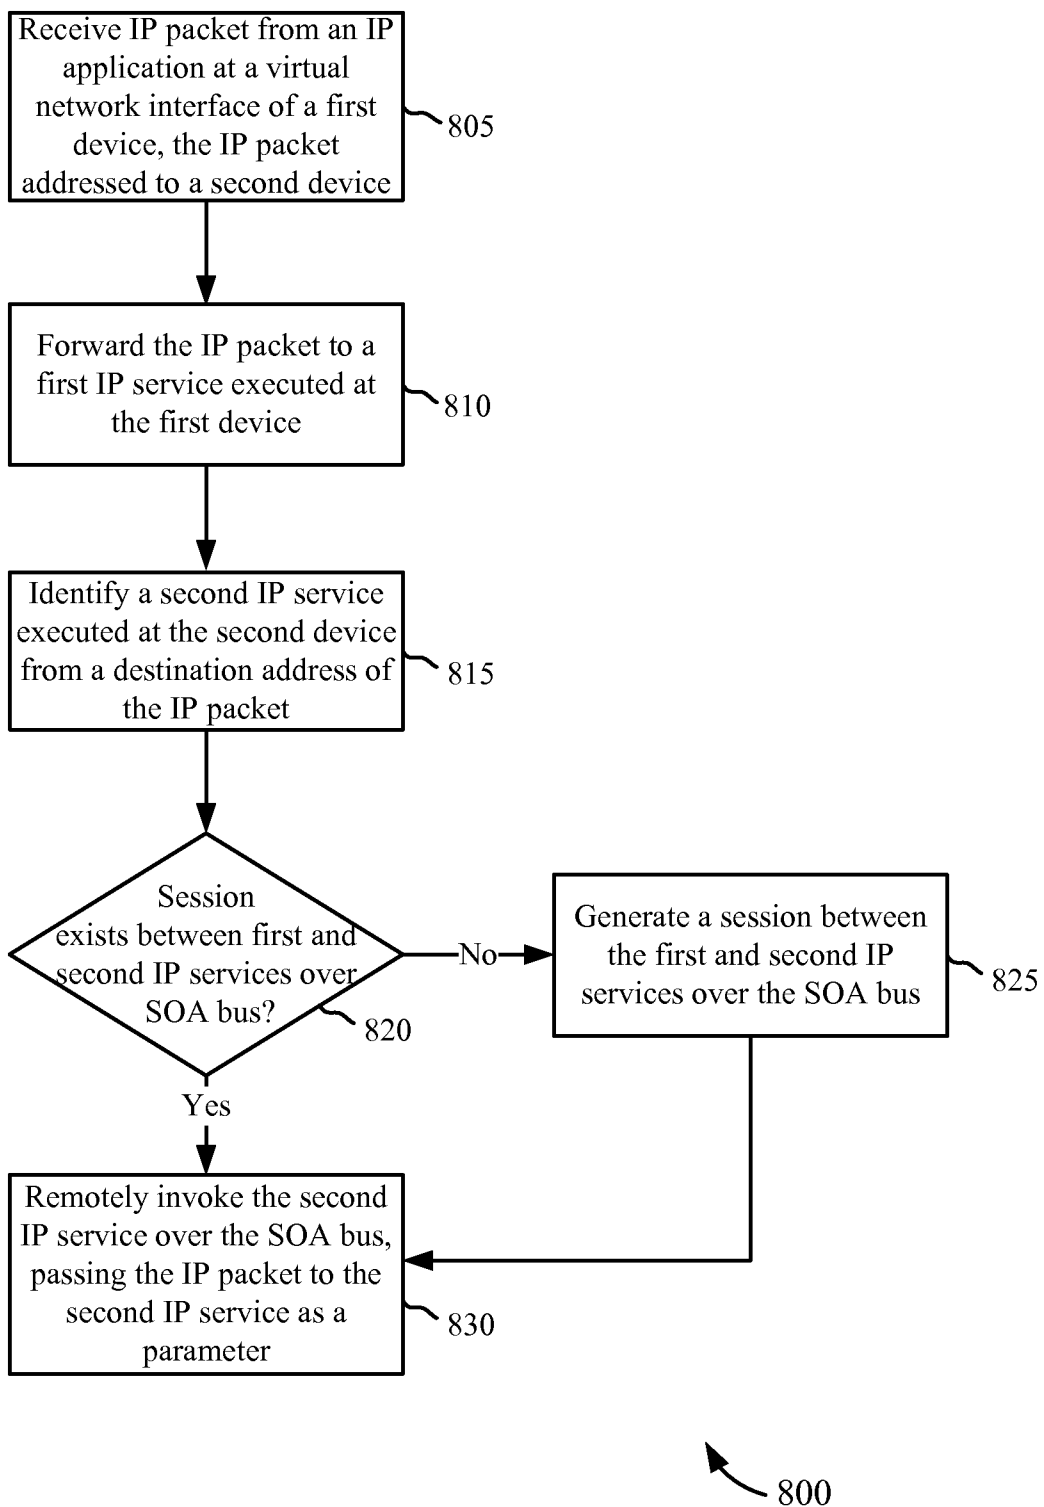 Receive IP packet from an IP
application at a virtual
network interface of a first
device, the IP packet
addressed to a second device
805
Forward the IP packet to a
first IP service executed at
the first device
810
Identify a second IP service
executed at the second device
from a destination address of
the IP packet
815
Session
exists between first and
second IP services over
SOA bus?
820
No
Generate a session between
the first and second IP
services over the SOA bus
825
Yes
Remotely invoke the second
IP service over the SOA bus,
passing the IP packet to the
second IP service as a
parameter
830
800